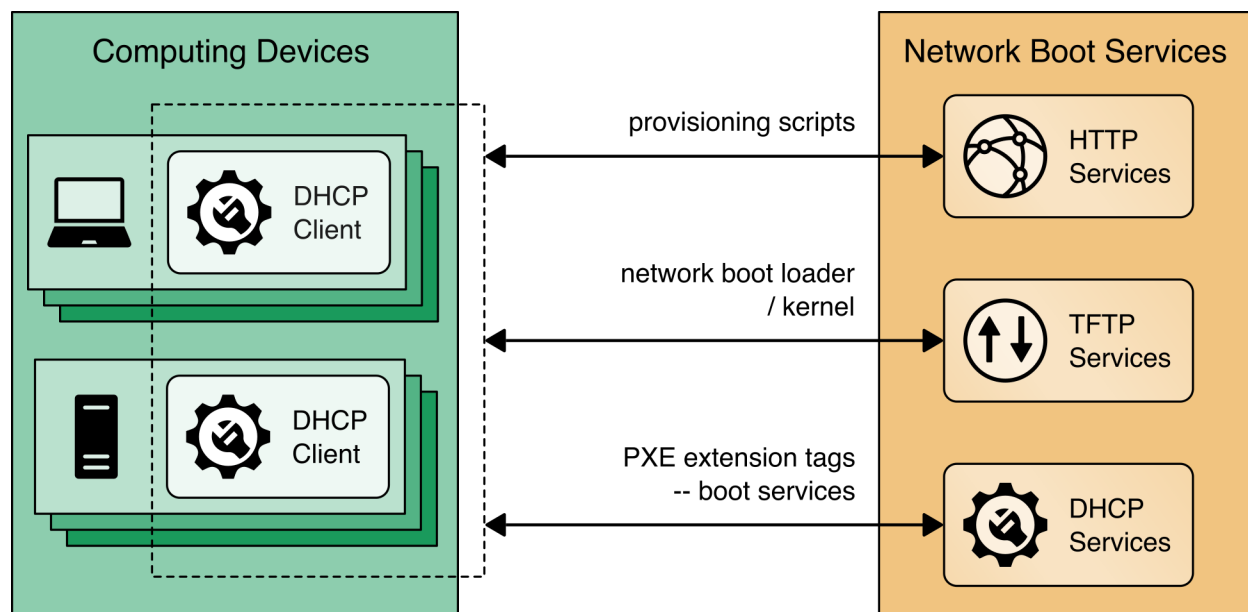 Computing Devices
DHCP
Client
DHCP
Client
provisioning scripts
network boot loader
/ kernel
PXE extension tags
-- boot services
Network Boot Services
HTTP
Services
TFTP
Services
DHCP
Services